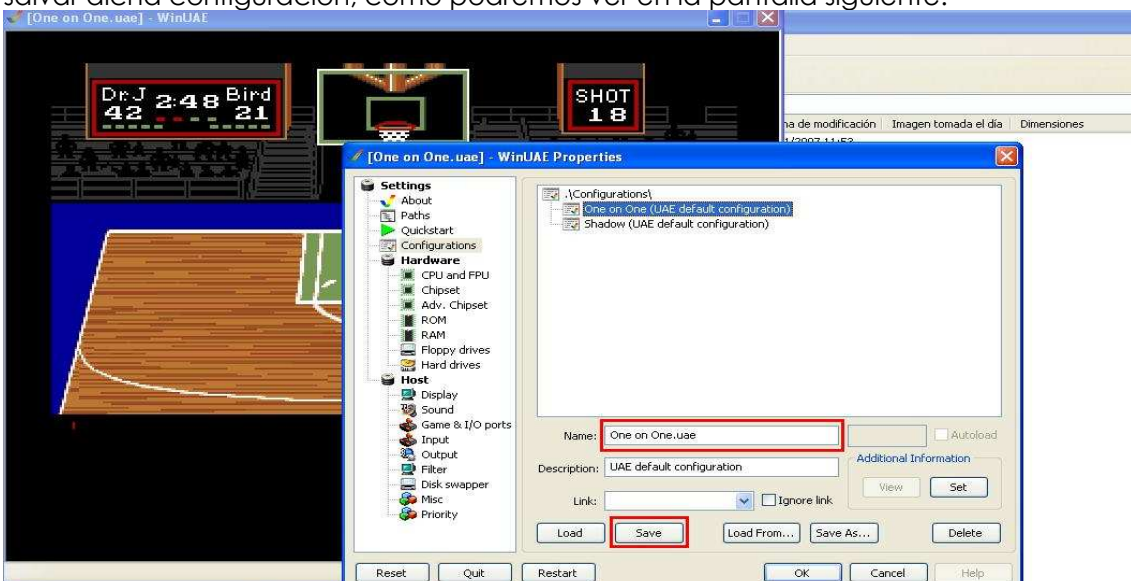 salvar dicha configuración, como podremos ver en la pantalla siguiente.
[One on One.uae] - WinUAE
Dr.J 2:48 Bird
42 21
SHOT
18
ha de modificación Imagen tomada el día Dimensiones
[One on One.uae] - WinUAE Properties
Settings
About
Paths
Quickstart
Configurations
Hardware
CPU and FPU
Chipset
Adv. Chipset
ROM
RAM
Floppy drives
Hard drives
Host
Display
Sound
Game & I/O ports
Input
Output
Filter
Disk swapper
Misc
Priority
.\Configurations\
One on One (UAE default configuration)
Shadow (UAE default configuration)
Name: One on One.uae
Autoload
Description: UAE default configuration
Additional Information
View Set
Link:
Ignore link
Load Save Load From... Save As... Delete
Reset Quit Restart OK Cancel Help